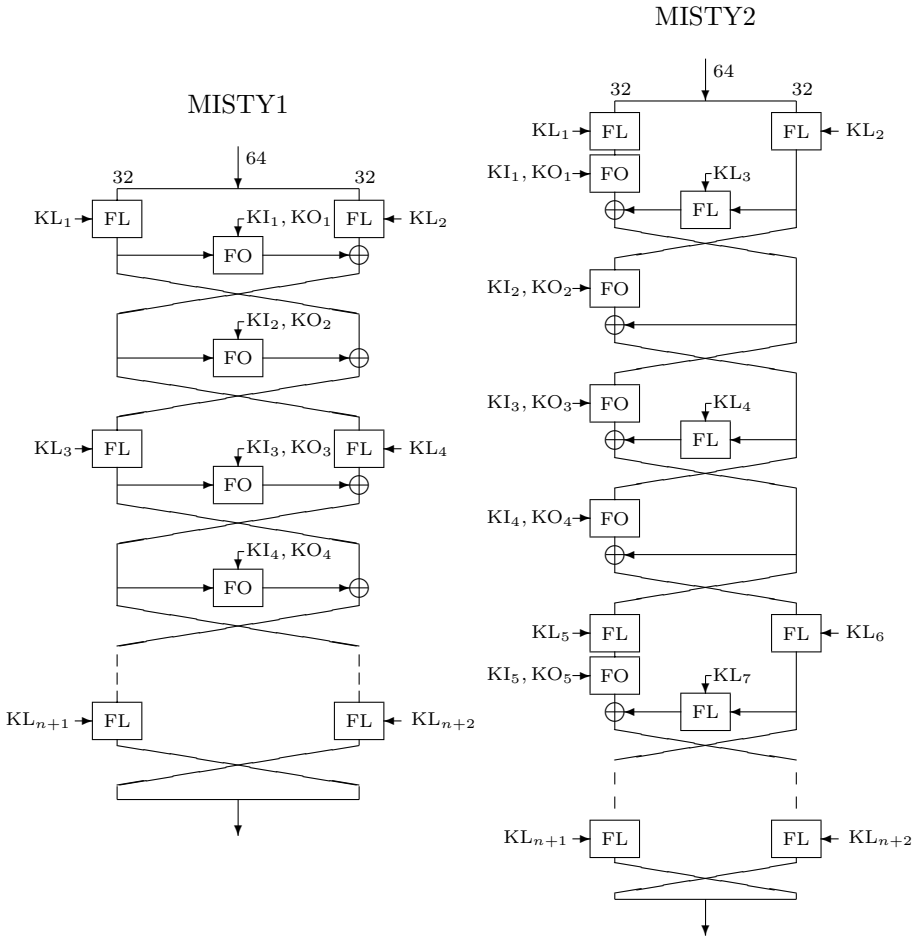 MISTY1
64
32 32
KL₁ FL KI₁, KO₁ FL KL₂
FO
KI₂, KO₂
FO
KL₃ FL KI₃, KO₃ FL KL₄
FO
KI₄, KO₄
FO
KLₙ₊₁ FL FL KLₙ₊₂
MISTY2
64
32 32
KL₁ FL FL KL₂
KI₁, KO₁ FO KL₃
FL
KI₂, KO₂ FO
KI₃, KO₃ FO KL₄
FL
KI₄, KO₄ FO
KL₅ FL FL KL₆
KI₅, KO₅ FO KL₇
FL
KLₙ₊₁ FL FL KLₙ₊₂